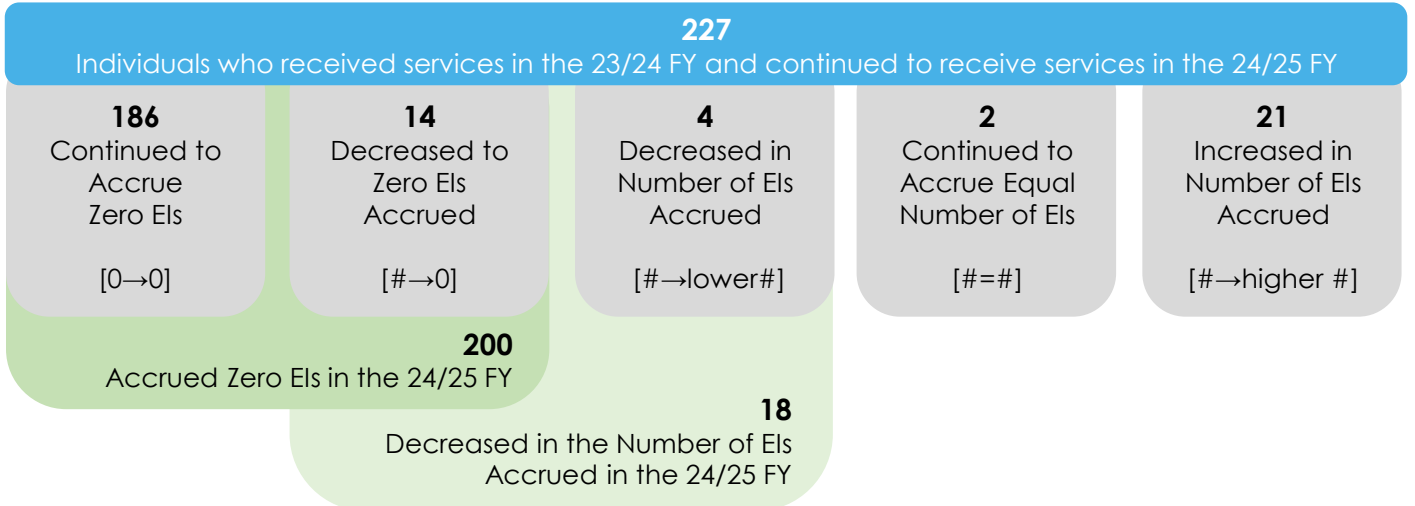 227
Individuals who received services in the 23/24 FY and continued to receive services in the 24/25 FY
186
Continued to
Accrue
Zero EIs
[0→0]
14
Decreased to
Zero EIs
Accrued
[#→0]
4
Decreased in
Number of EIs
Accrued
[#→lower#]
2
Continued to
Accrue Equal
Number of EIs
[#=#]
21
Increased in
Number of EIs
Accrued
[#→higher #]
200
Accrued Zero EIs in the 24/25 FY
18
Decreased in the Number of EIs
Accrued in the 24/25 FY